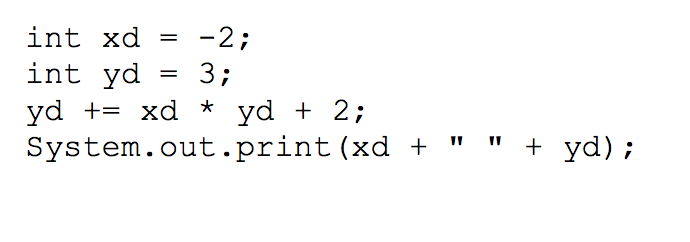 int xd = -2;
int yd = 3;
yd += xd * yd + 2;
System.out.print(xd + " " + yd);